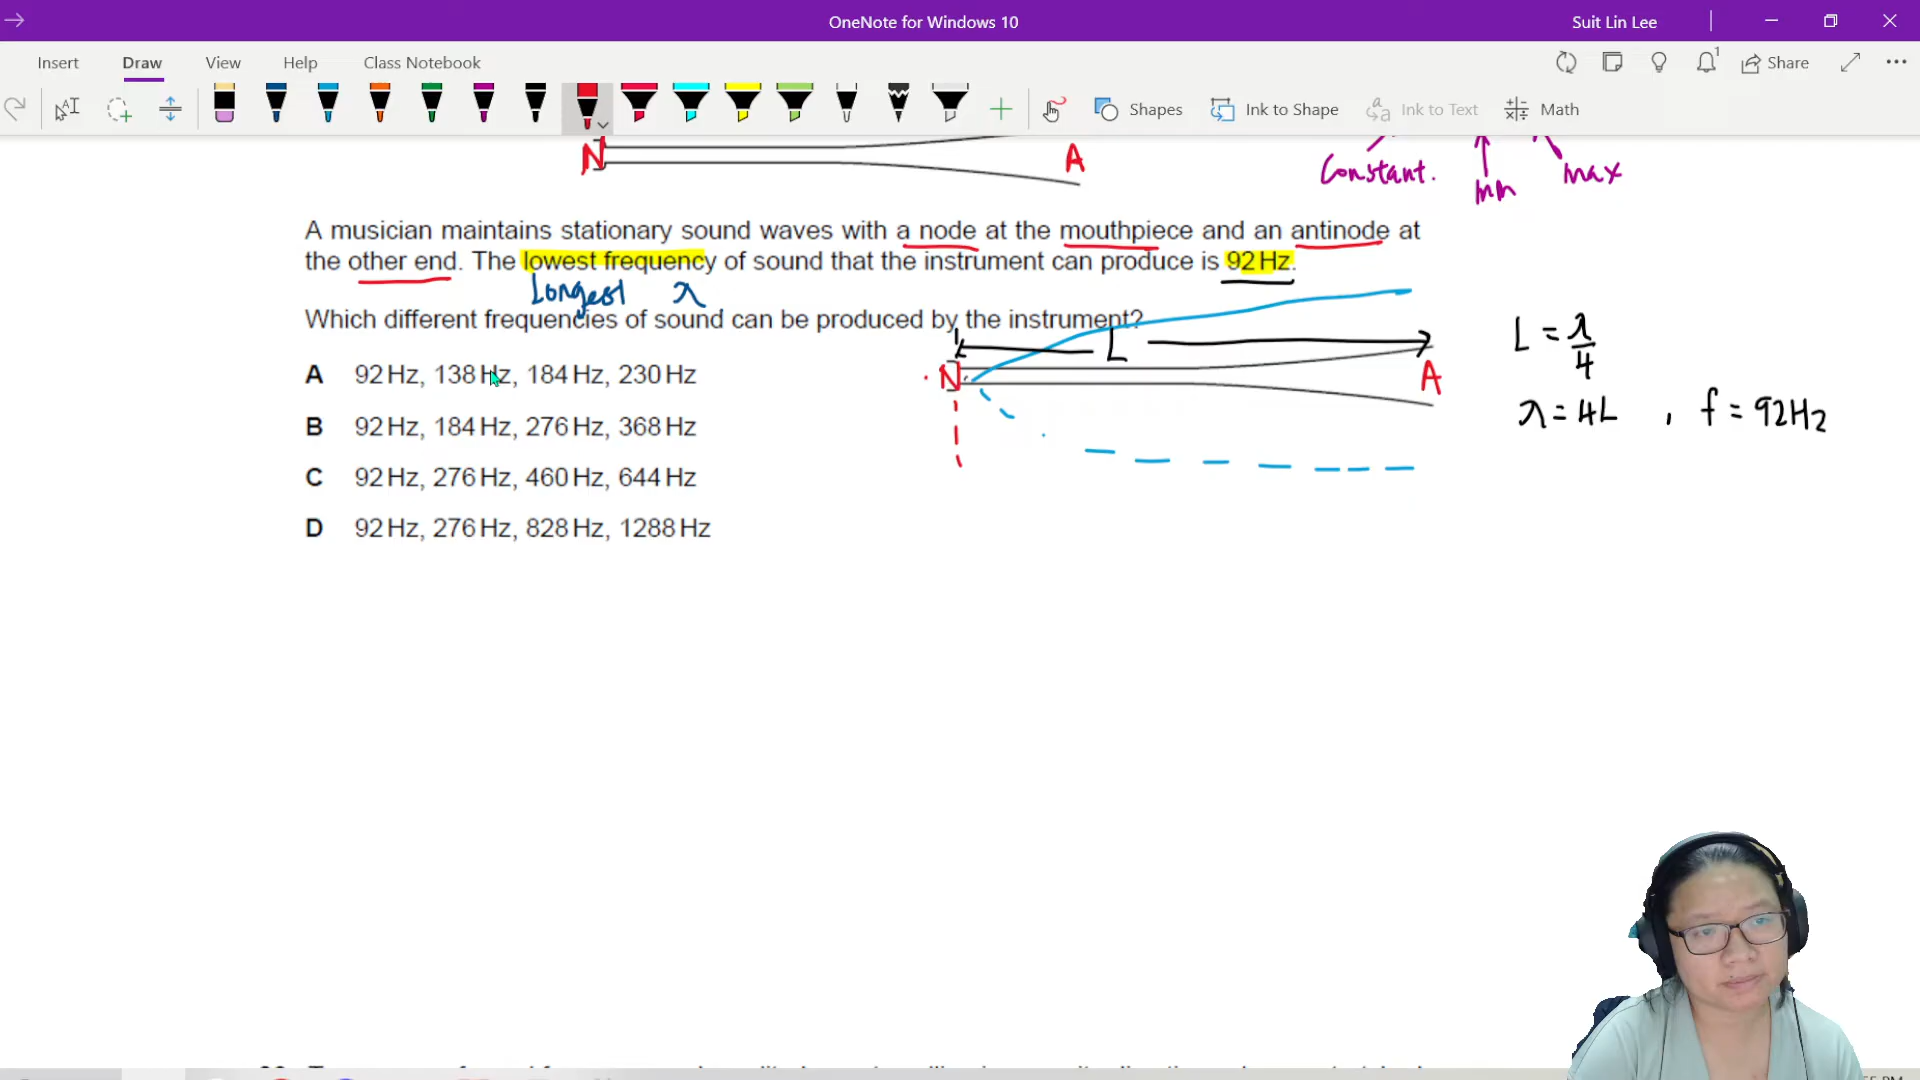 OneNote for Windows 10
Suit Lin Lee
Insert Draw View Help Class Notebook
1
Share
Shapes
Ink to Shape
Ink to Text
Math
N
A
Constant.
min
max
A musician maintains stationary sound waves with a node at the mouthpiece and an antinode at
the other end. The lowest frequency of sound that the instrument can produce is 92 Hz.
Longest λ
Which different frequencies of sound can be produced by the instrument?
L
N
A
L = λ/4
λ = 4L , f = 92Hz
A 92 Hz, 138 Hz, 184 Hz, 230 Hz
B 92 Hz, 184 Hz, 276 Hz, 368 Hz
C 92 Hz, 276 Hz, 460 Hz, 644 Hz
D 92 Hz, 276 Hz, 828 Hz, 1288 Hz